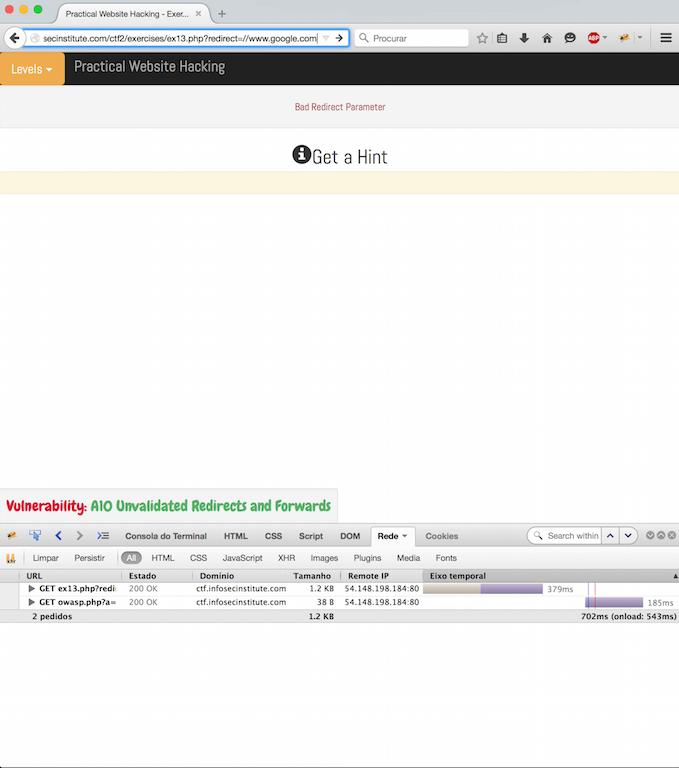 Practical Website Hacking - Exer...
secinstitute.com/ctf2/exercises/ex13.php?redirect=//www.google.com
Procurar
ABP
Levels
Practical Website Hacking
Bad Redirect Parameter
Get a Hint
Vulnerability: A10 Unvalidated Redirects and Forwards
Consola do Terminal HTML CSS Script DOM Rede Cookies
Search within
Limpar Persistir All HTML CSS JavaScript XHR Images Plugins Media Fonts
URL Estado Domínio Tamanho Remote IP Eixo temporal
GET ex13.php?redi 200 OK ctf.infosecinstitute.com 1.2 KB 54.148.198.184:80 379ms
GET owasp.php?a= 200 OK ctf.infosecinstitute.com 38 B 54.148.198.184:80 185ms
2 pedidos 1.2 KB 702ms (onload: 543ms)